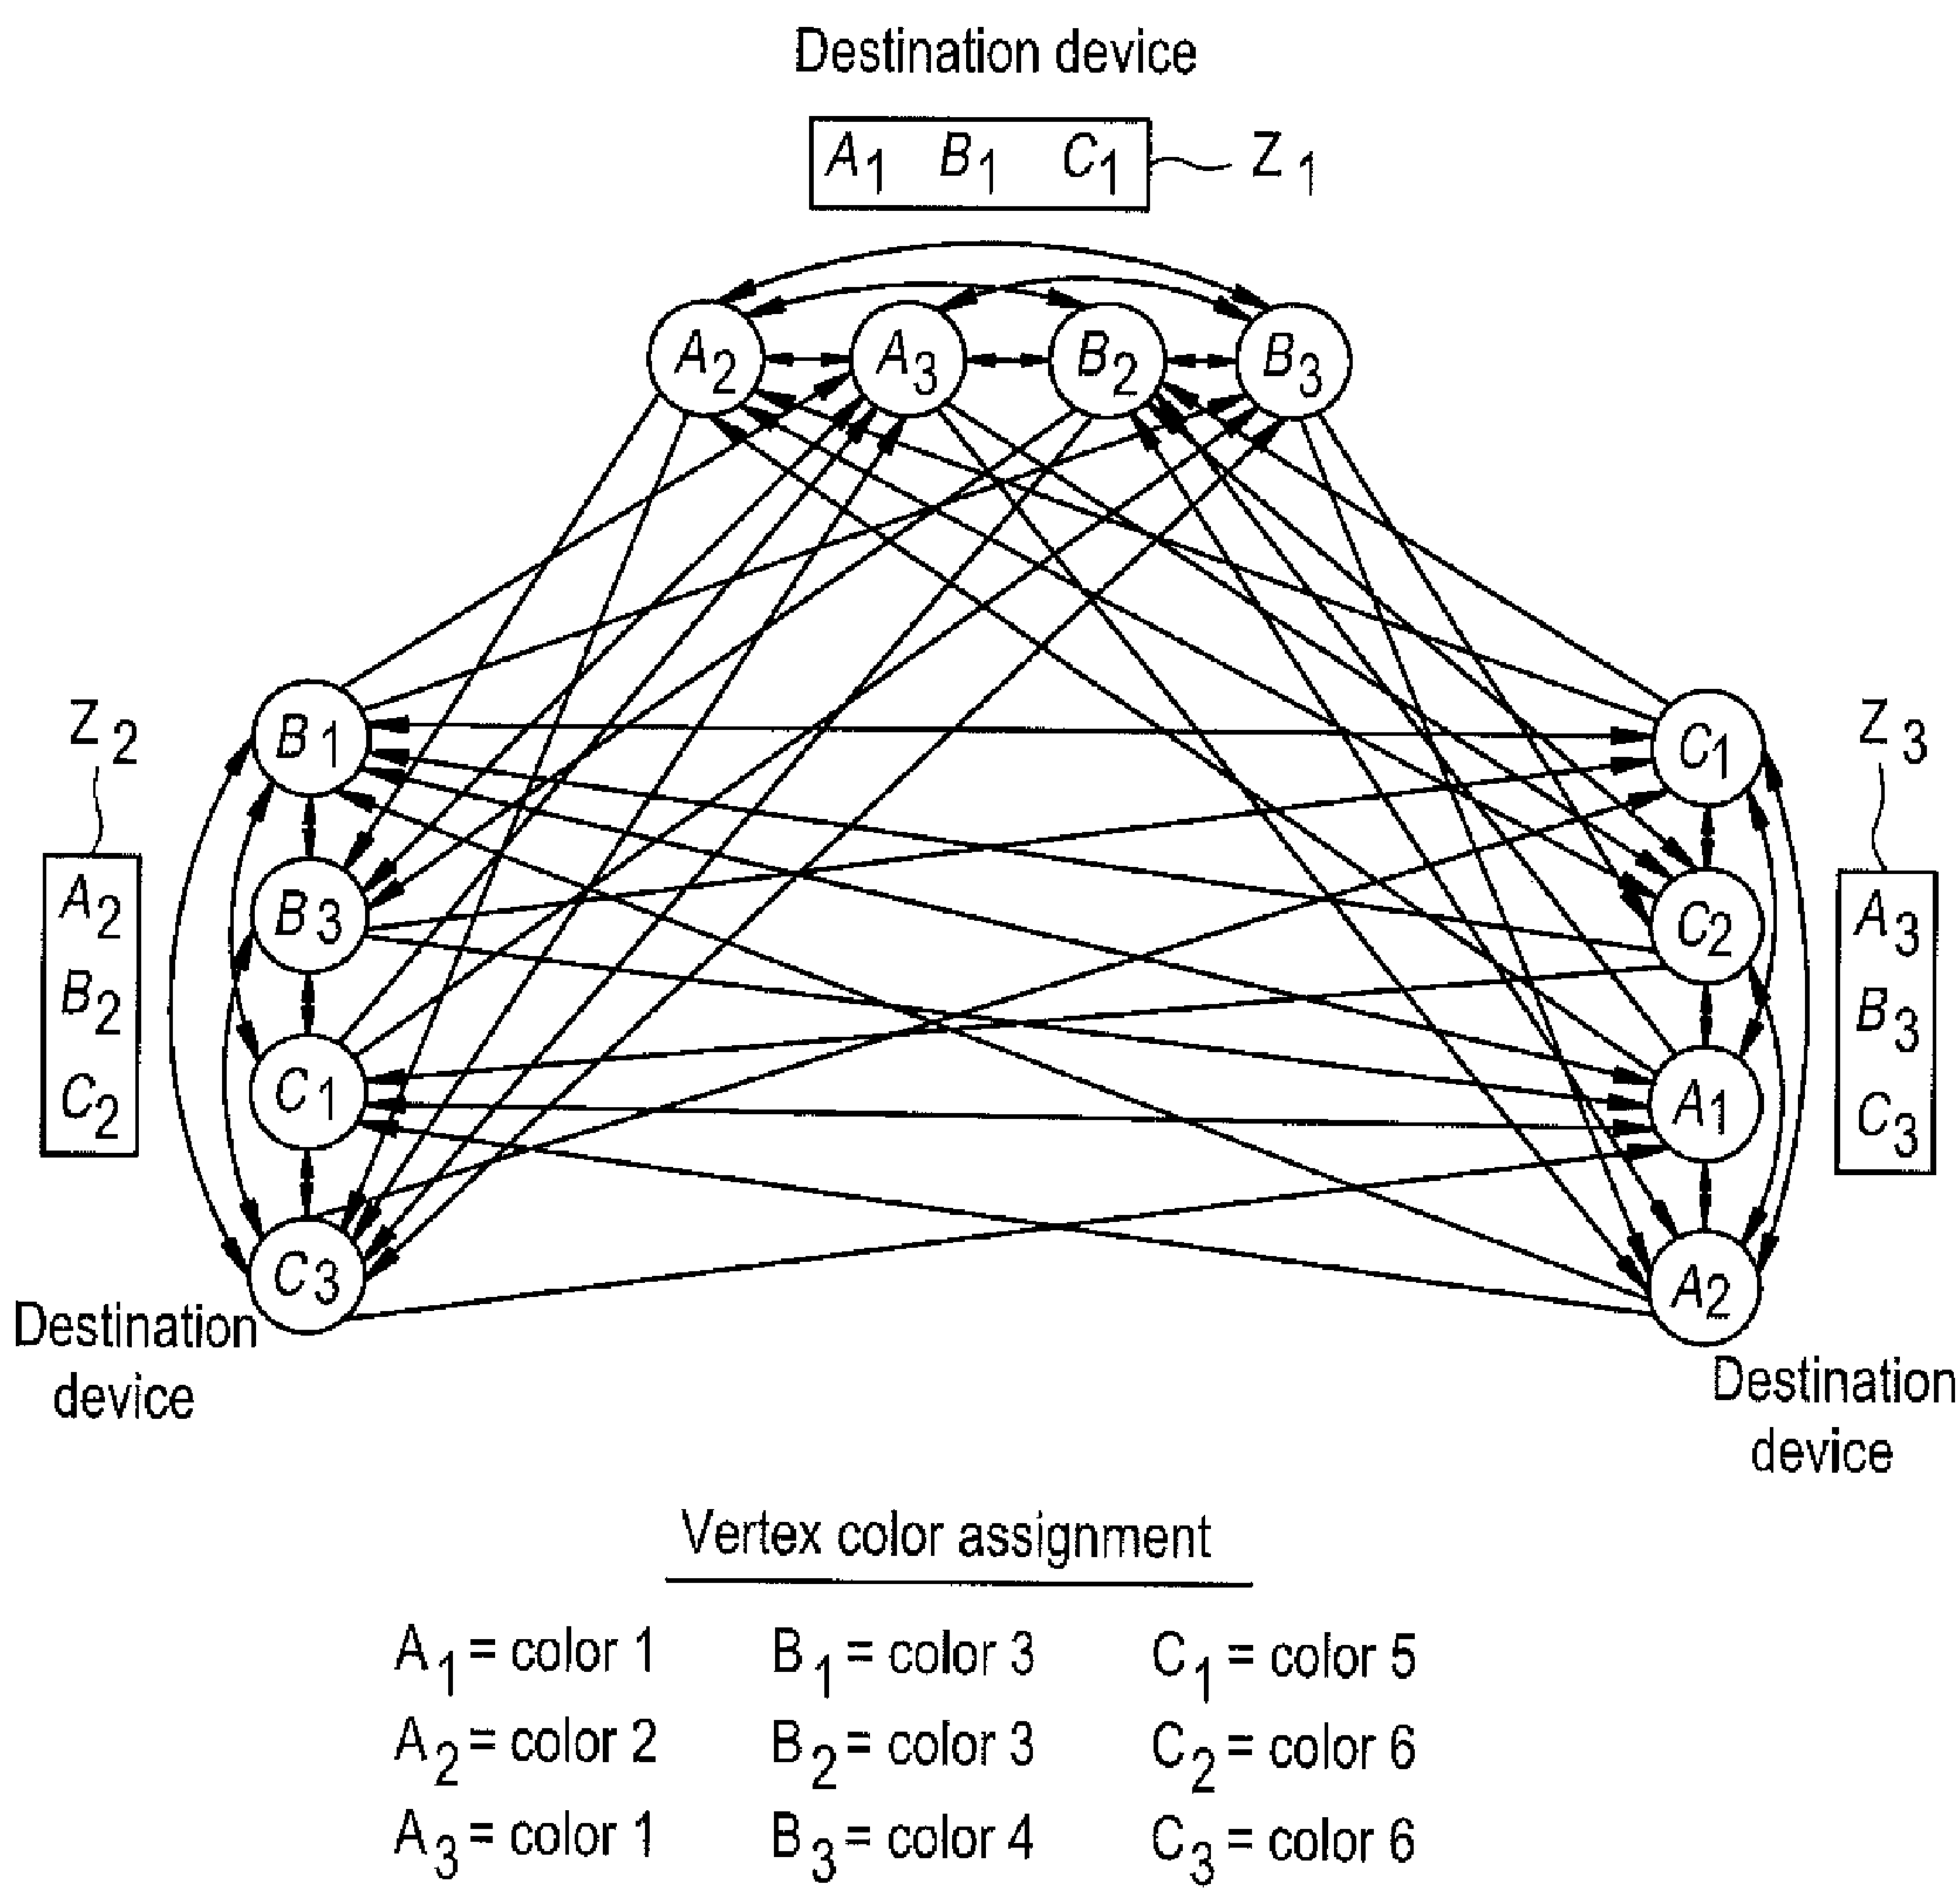 Destination device
A1 B1 C1
Z1
A2 A3 B2 B3
Z2
A2
B2
C2
B1
B3
C1
C3
Destination
device
Z3
A3
B3
C3
C1
C2
A1
A2
Destination
device
Vertex color assignment
A1 = color 1 B1 = color 3 C1 = color 5
A2 = color 2 B2 = color 3 C2 = color 6
A3 = color 1 B3 = color 4 C3 = color 6